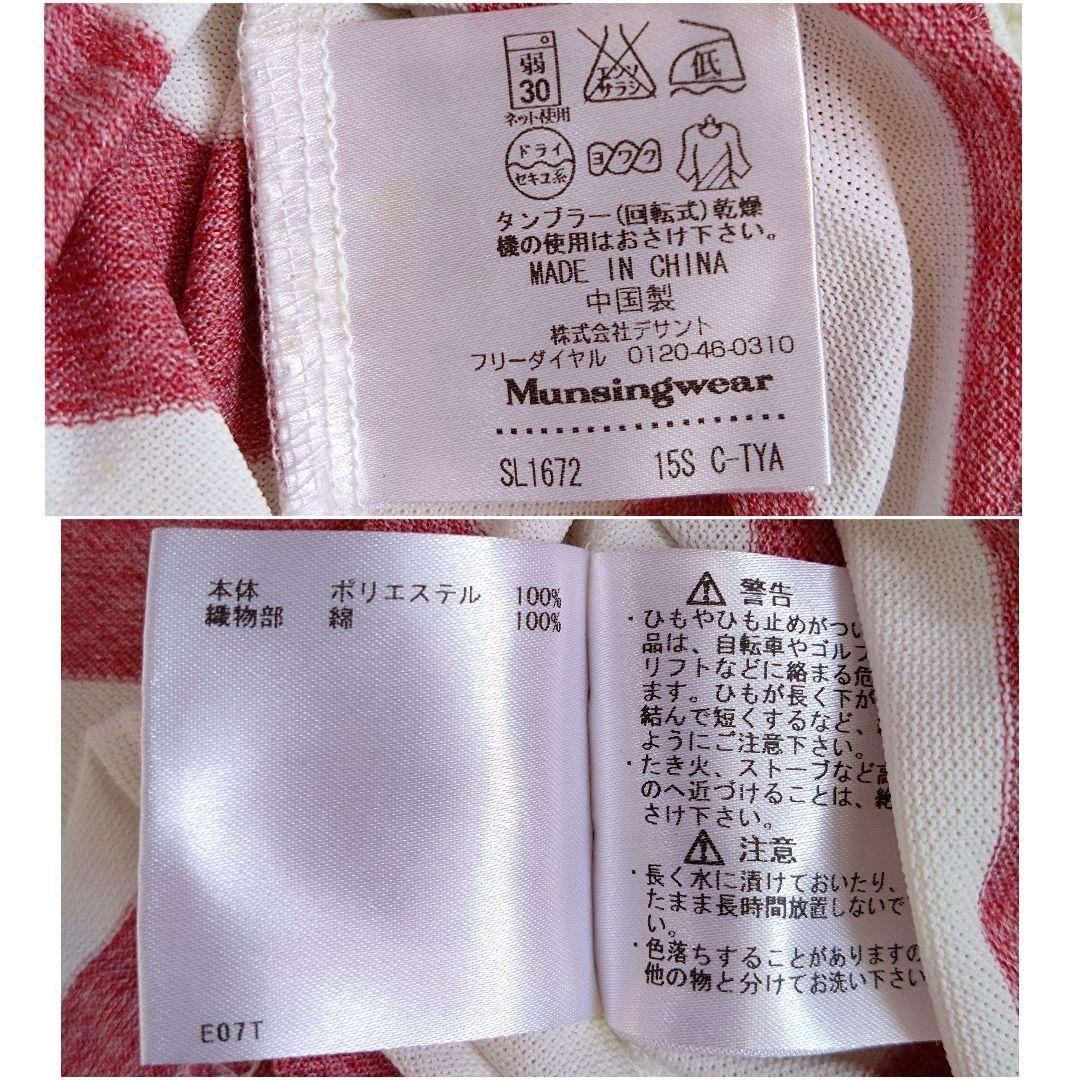 弱
30
ネット使用
エンソ
サラシ
低
ドライ
セキユ系
ヨワク
タンブラー(回転式)乾燥
機の使用はおさけ下さい。
MADE IN CHINA
中国製
株式会社デサント
フリーダイヤル 0120-46-0310
Munsingwear
SL1672 15S C-TYA
本体 ポリエステル 100%
織物部 綿 100%
E07T
警告
・ひもやひも止めがつい
品は、自転車やゴルフ
リフトなどに絡まる危
ます。ひもが長く下が
結んで短くするなど、
ようにご注意下さい。
・たき火、ストーブなど高
のへ近づけることは、絶
さけ下さい。
注意
・長く水に漬けておいたり、
たまま長時間放置しないで
い。
・色落ちすることがありますの
他の物と分けてお洗い下さい